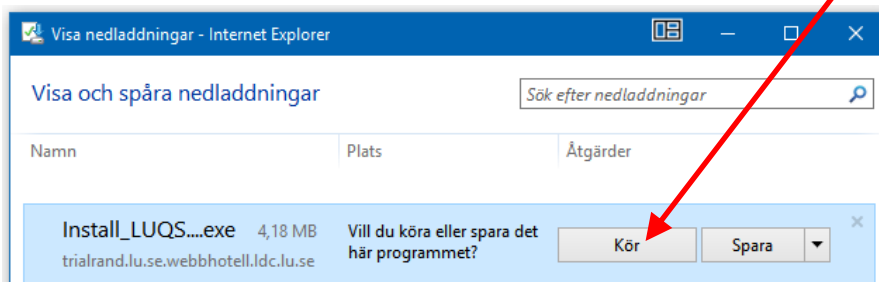 Visa nedladdningar - Internet Explorer
Visa och spåra nedladdningar
Sök efter nedladdningar
Namn Plats Åtgärder
Install_LUQS....exe 4,18 MB
trialrand.lu.se.webbhotell.ldc.lu.se
Vill du köra eller spara det
här programmet?
Kör Spara